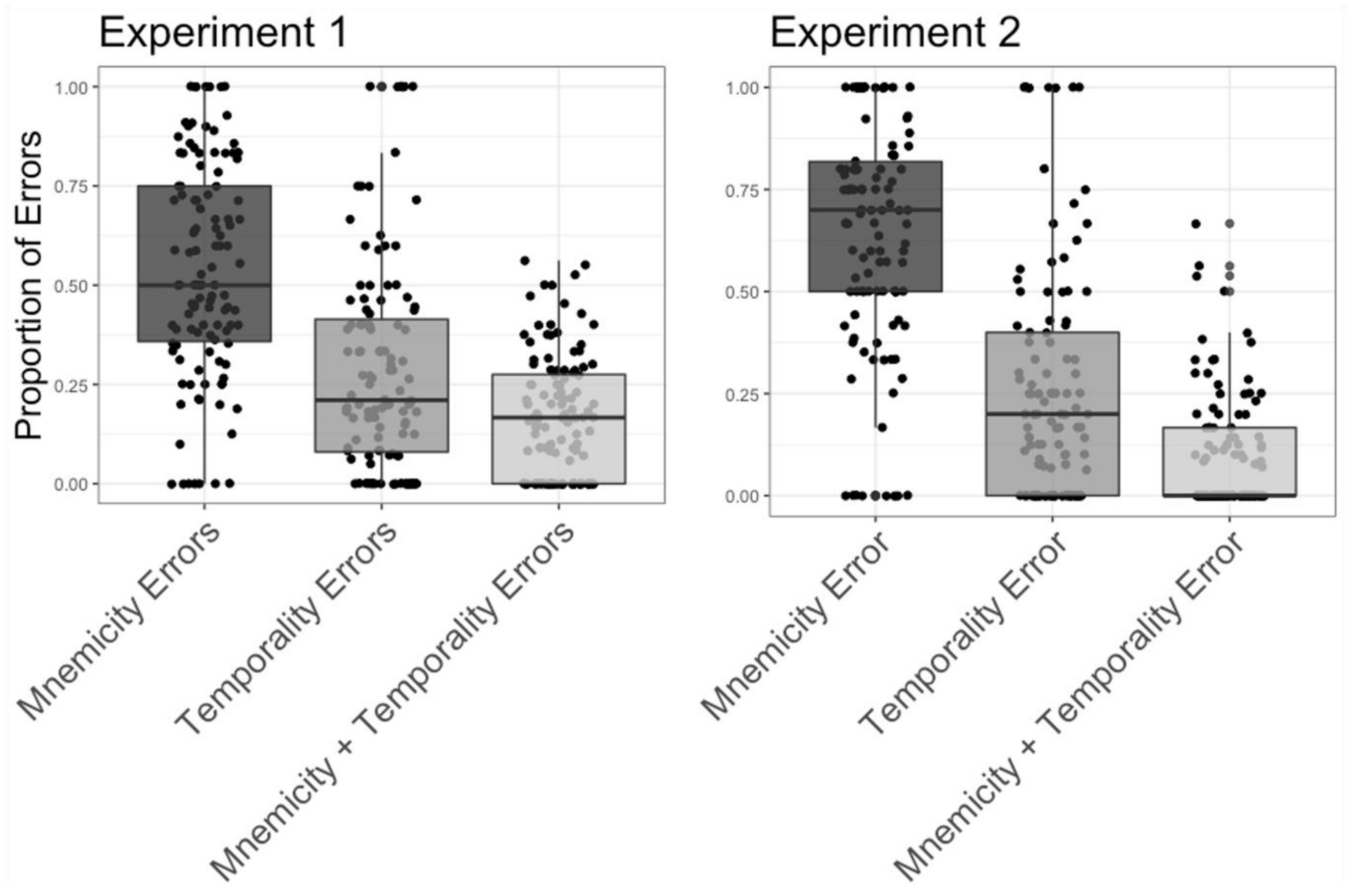 Experiment 1
Experiment 2
Proportion of Errors
1.00
0.75
0.50
0.25
0.00
1.00
0.75
0.50
0.25
0.00
Mnemicity Errors
Temporality Errors
Mnemicity + Temporality Errors
Mnemicity Error
Temporality Error
Mnemicity + Temporality Error